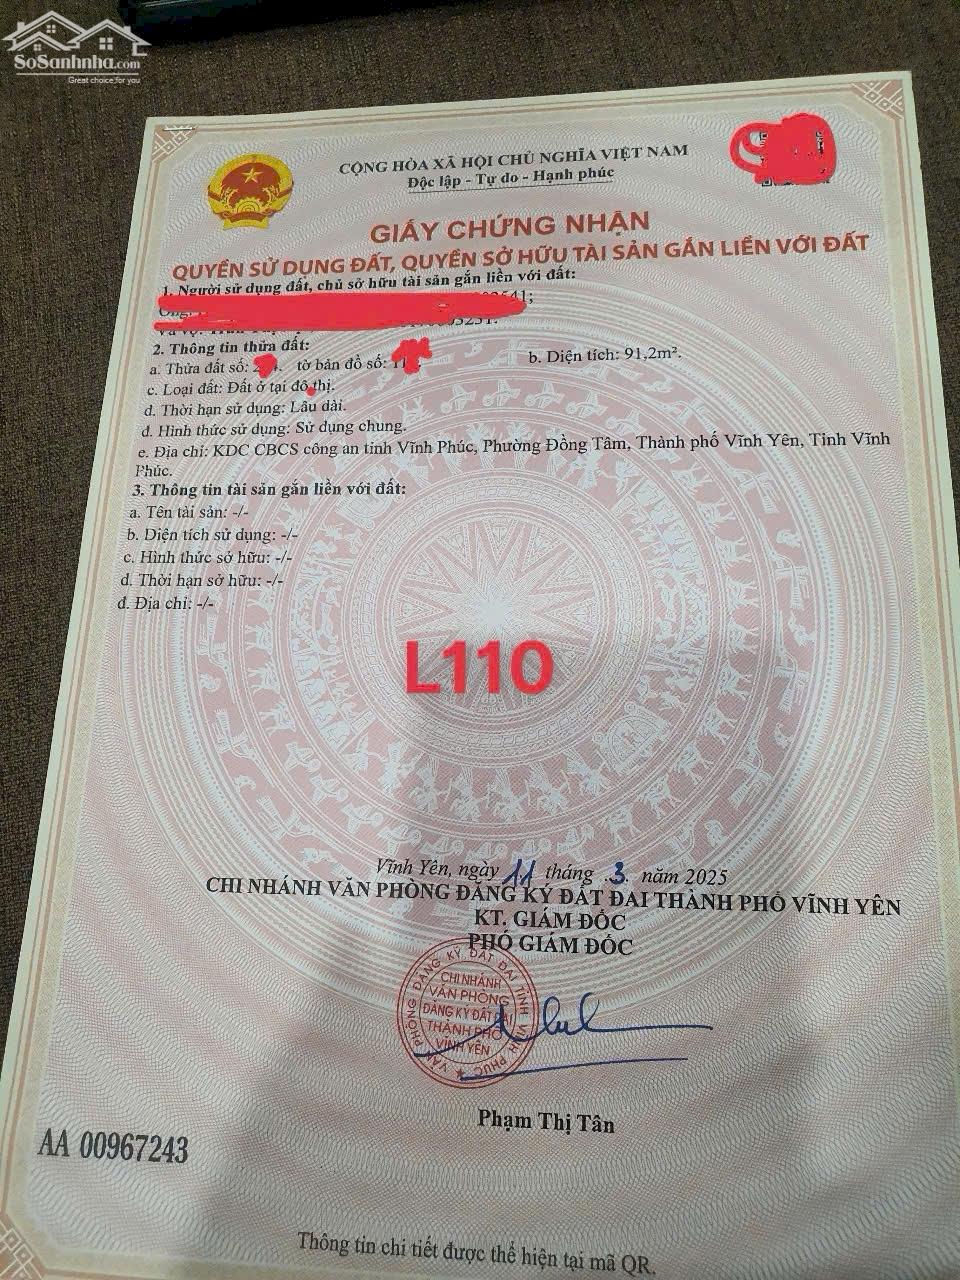 SoSanhnha.com
Great choice for you
CỘNG HÒA XÃ HỘI CHỦ NGHĨA VIỆT NAM
Độc lập - Tự do - Hạnh phúc
GIẤY CHỨNG NHẬN
QUYỀN SỬ DỤNG ĐẤT, QUYỀN SỞ HỮU TÀI SẢN GẮN LIỀN VỚI ĐẤT
1. Người sử dụng đất, chủ sở hữu tài sản gắn liền với đất:
2. Thông tin thửa đất:
a. Thửa đất số: tờ bản đồ số: b. Diện tích: 91,2m².
c. Loại đất: Đất ở tại đô thị.
d. Thời hạn sử dụng: Lâu dài.
đ. Hình thức sử dụng: Sử dụng chung.
e. Địa chỉ: KDC CBCS công an tỉnh Vĩnh Phúc, Phường Đồng Tâm, Thành phố Vĩnh Yên, Tỉnh Vĩnh
Phúc.
3. Thông tin tài sản gắn liền với đất:
a. Tên tài sản: -/-
b. Diện tích sử dụng: -/-
c. Hình thức sở hữu: -/-
d. Thời hạn sở hữu: -/-
đ. Địa chỉ: -/-
L110
Vĩnh Yên, ngày 11 tháng 3 năm 2025
CHI NHÁNH VĂN PHÒNG ĐĂNG KÝ ĐẤT ĐAI THÀNH PHỐ VĨNH YÊN
KT. GIÁM ĐỐC
PHÓ GIÁM ĐỐC
VĂN PHÒNG ĐĂNG KÝ ĐẤT ĐAI TỈNH VĨNH PHÚC
CHI NHÁNH
VĂN PHÒNG
ĐĂNG KÝ ĐẤT ĐAI
THÀNH PHỐ
VĨNH YÊN
Phạm Thị Tân
AA 00967243
Thông tin chi tiết được thể hiện tại mã QR.